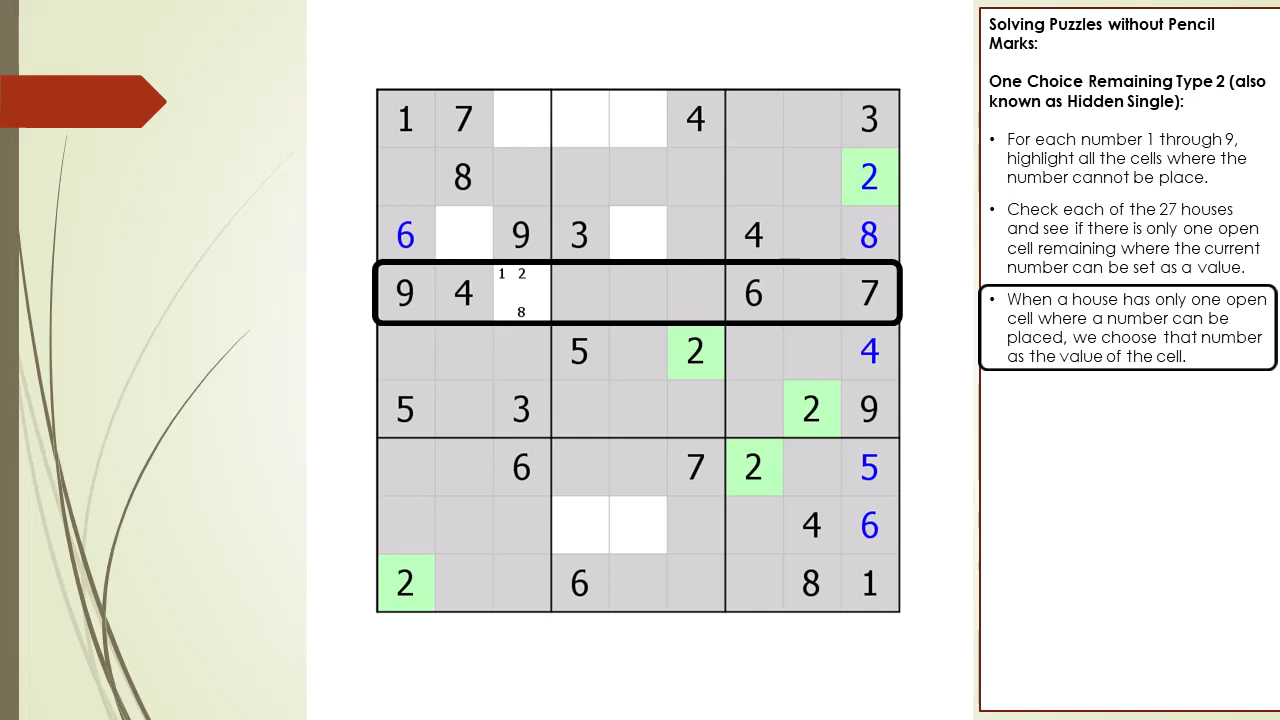 Solving Puzzles without Pencil
Marks:
One Choice Remaining Type 2 (also
known as Hidden Single):
• For each number 1 through 9,
highlight all the cells where the
number cannot be place.
• Check each of the 27 houses
and see if there is only one open
cell remaining where the current
number can be set as a value.
• When a house has only one open
cell where a number can be
placed, we choose that number
as the value of the cell.
1 7 4 3
8 2
6 9 3 4 8
9 4 1 2 8 6 7
5 2 4
5 3 2 9
6 7 2 5
4 6
2 6 8 1